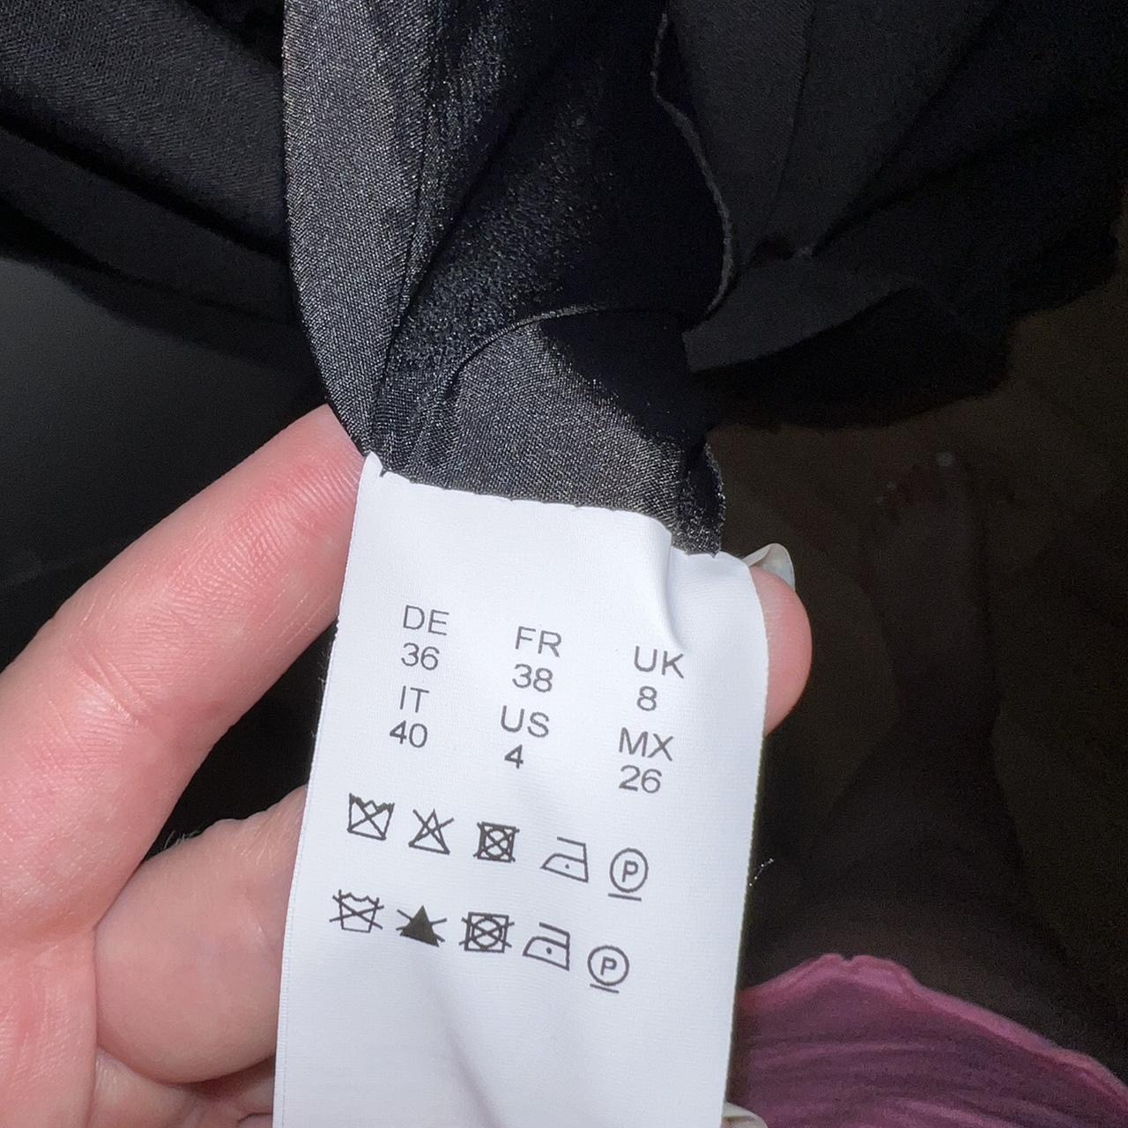 DE FR UK
36 38 8
IT US MX
40 4 26
P
P